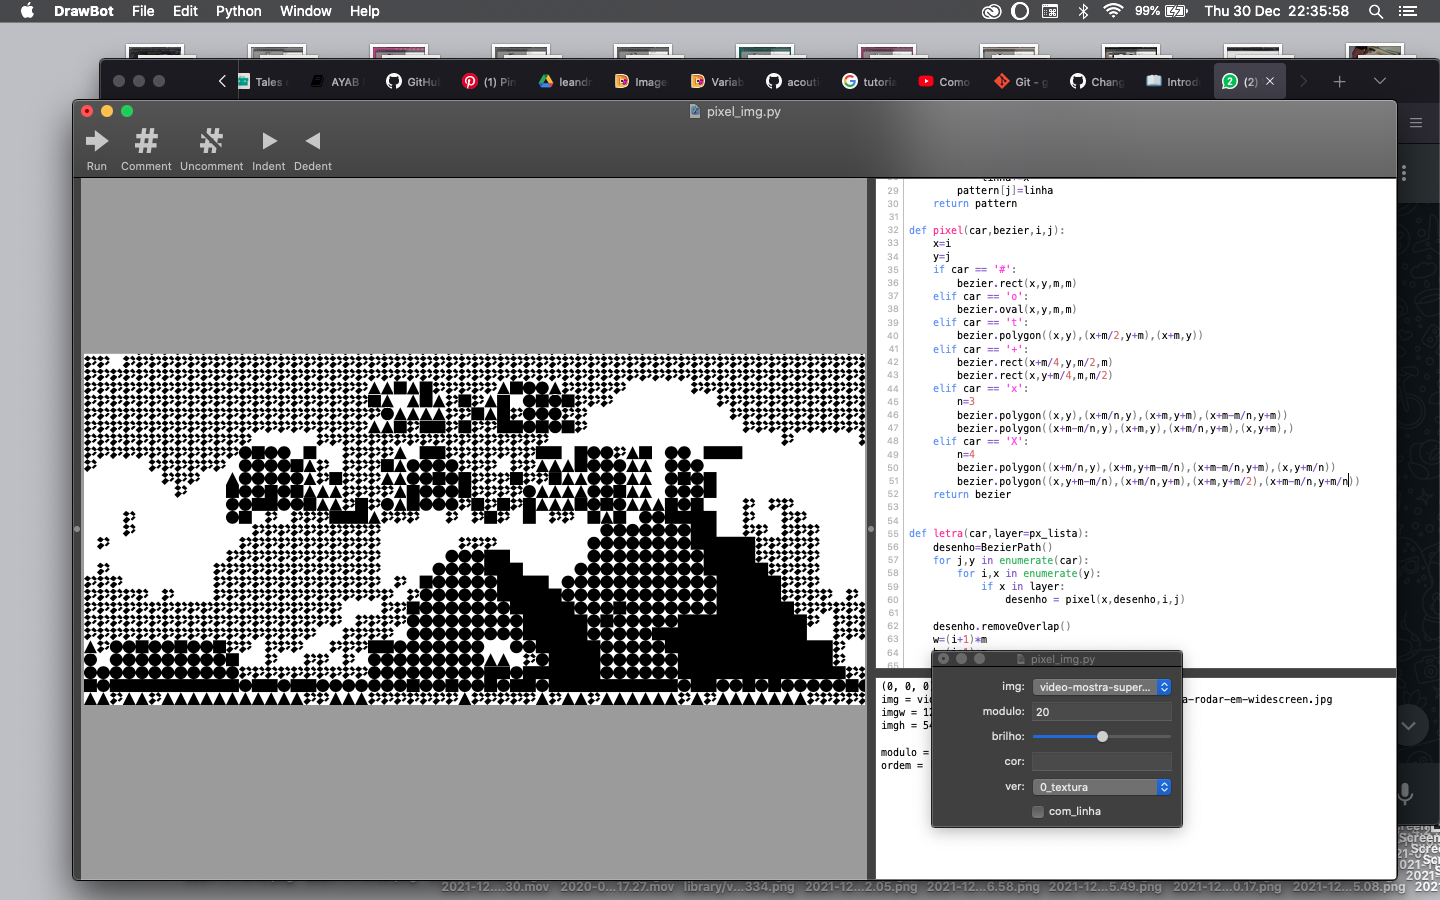 DrawBot File Edit Python Window Help 99% Thu 30 Dec 22:35:58
Tales AYAB GitHu (1) Pin leandr Image Variab acouti tutoria Como Git - g Chang Introd (2)
pixel_img.py
Run Comment Uncomment Indent Dedent
29 pattern[j]=linha
30 return pattern
31
32 def pixel(car,bezier,i,j):
33 x=i
34 y=j
35 if car == '#':
36 bezier.rect(x,y,m,m)
37 elif car == 'o':
38 bezier.oval(x,y,m,m)
39 elif car == 't':
40 bezier.polygon((x,y),(x+m/2,y+m),(x+m,y))
41 elif car == '+':
42 bezier.rect(x+m/4,y,m/2,m)
43 bezier.rect(x,y+m/4,m,m/2)
44 elif car == 'x':
45 n=3
46 bezier.polygon((x,y),(x+m/n,y),(x+m,y+m),(x+m-m/n,y+m))
47 bezier.polygon((x+m-m/n,y),(x+m,y),(x+m/n,y+m),(x,y+m),)
48 elif car == 'X':
49 n=4
50 bezier.polygon((x+m/n,y),(x+m,y+m-m/n),(x+m-m/n,y+m),(x,y+m/n))
51 bezier.polygon((x,y+m-m/n),(x+m/n,y+m),(x+m,y+m/2),(x+m-m/n,y+m/n))
52 return bezier
53
54
55 def letra(car,layer=px_lista):
56 desenho=BezierPath()
57 for j,y in enumerate(car):
58 for i,x in enumerate(y):
59 if x in layer:
60 desenho = pixel(x,desenho,i,j)
61
62 desenho.removeOverlap()
63 w=(i+1)*m
64
65
(0, 0, 0
img = vid a-rodar-em-widescreen.jpg
imgw = 12
imgh = 54
modulo =
ordem =
pixel_img.py
img: video-mostra-super...
modulo: 20
brilho:
cor:
ver: 0_textura
com_linha
2021-12....30.mov 2020-0...17.27.mov library/v...334.png 2021-12....2.05.png 2021-12....6.58.png 2021-12....5.49.png 2021-12....0.17.png 2021-12....5.08.png